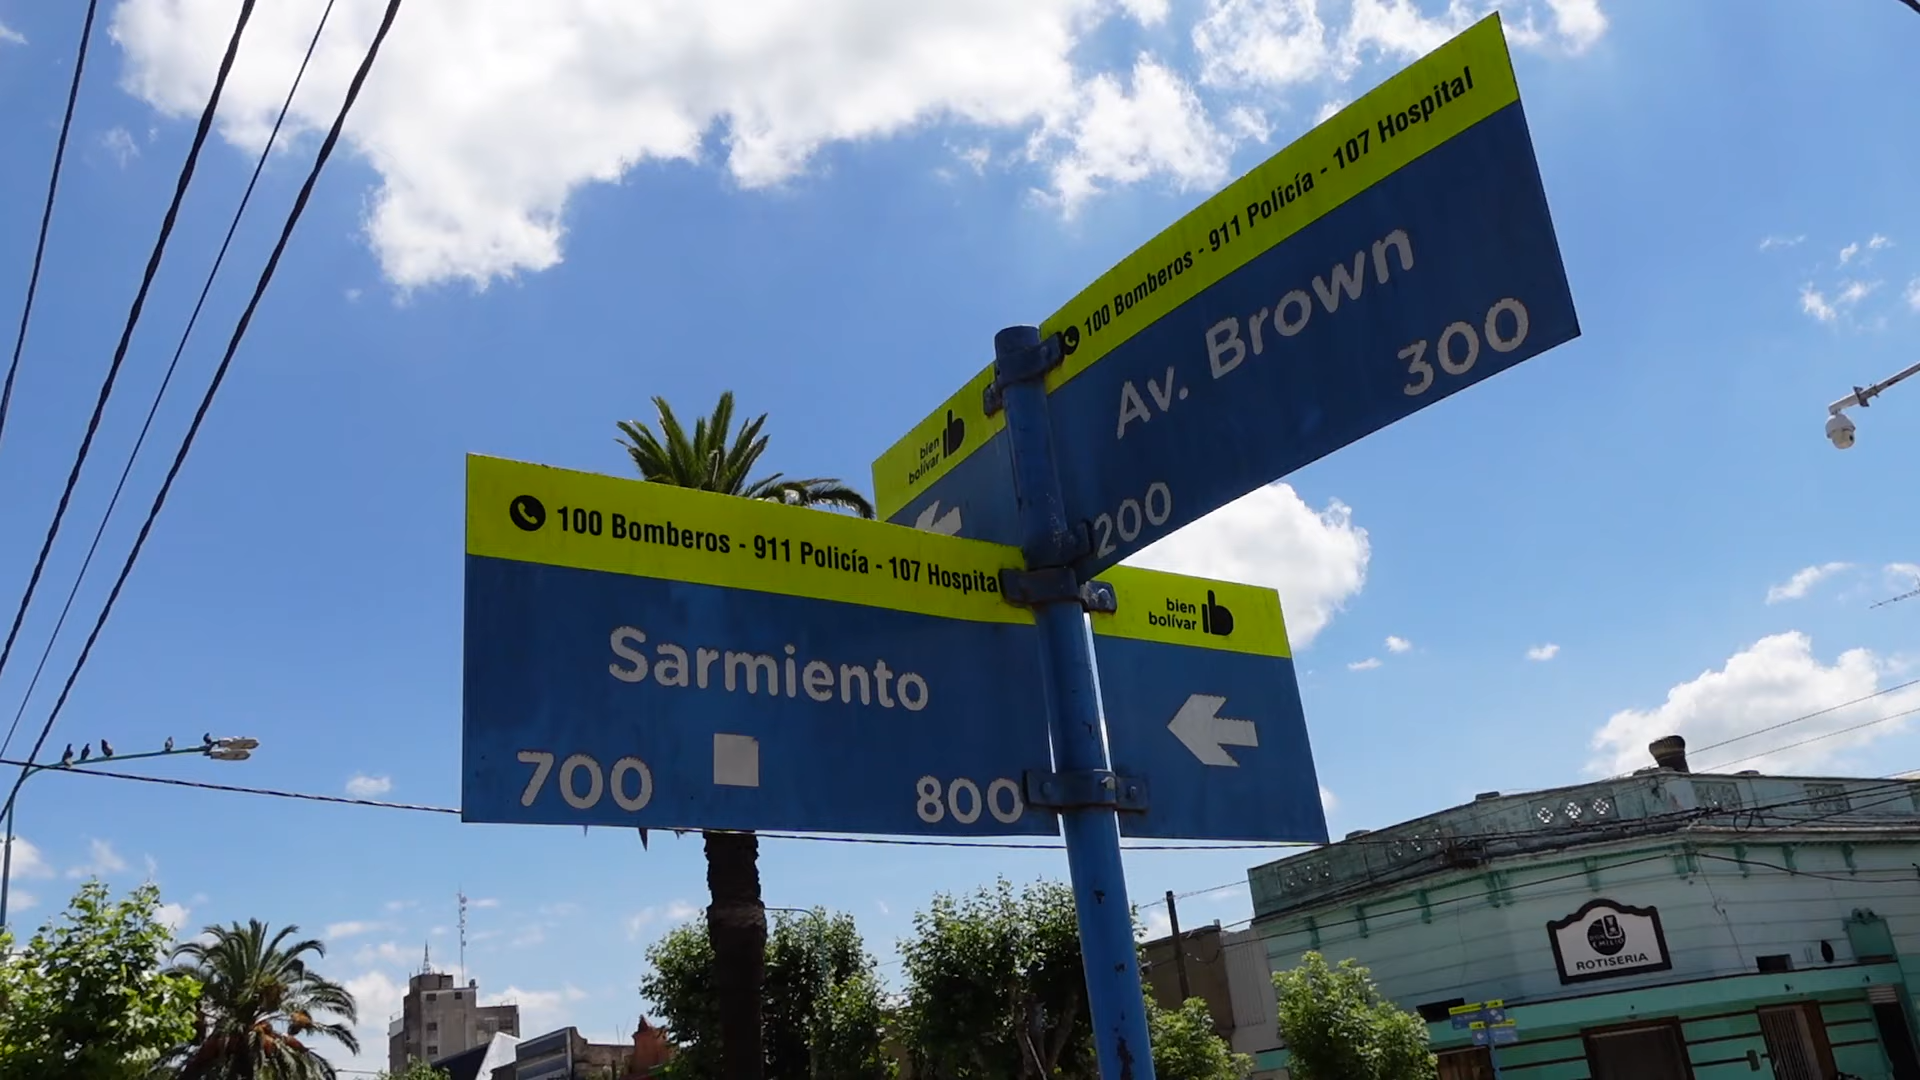 100 Bomberos - 911 Policía - 107 Hospital
Av. Brown
300
200
bien
bolívar
100 Bomberos - 911 Policía - 107 Hospita
Sarmiento
700
800
bien
bolívar
EMILIO
ROTISERIA